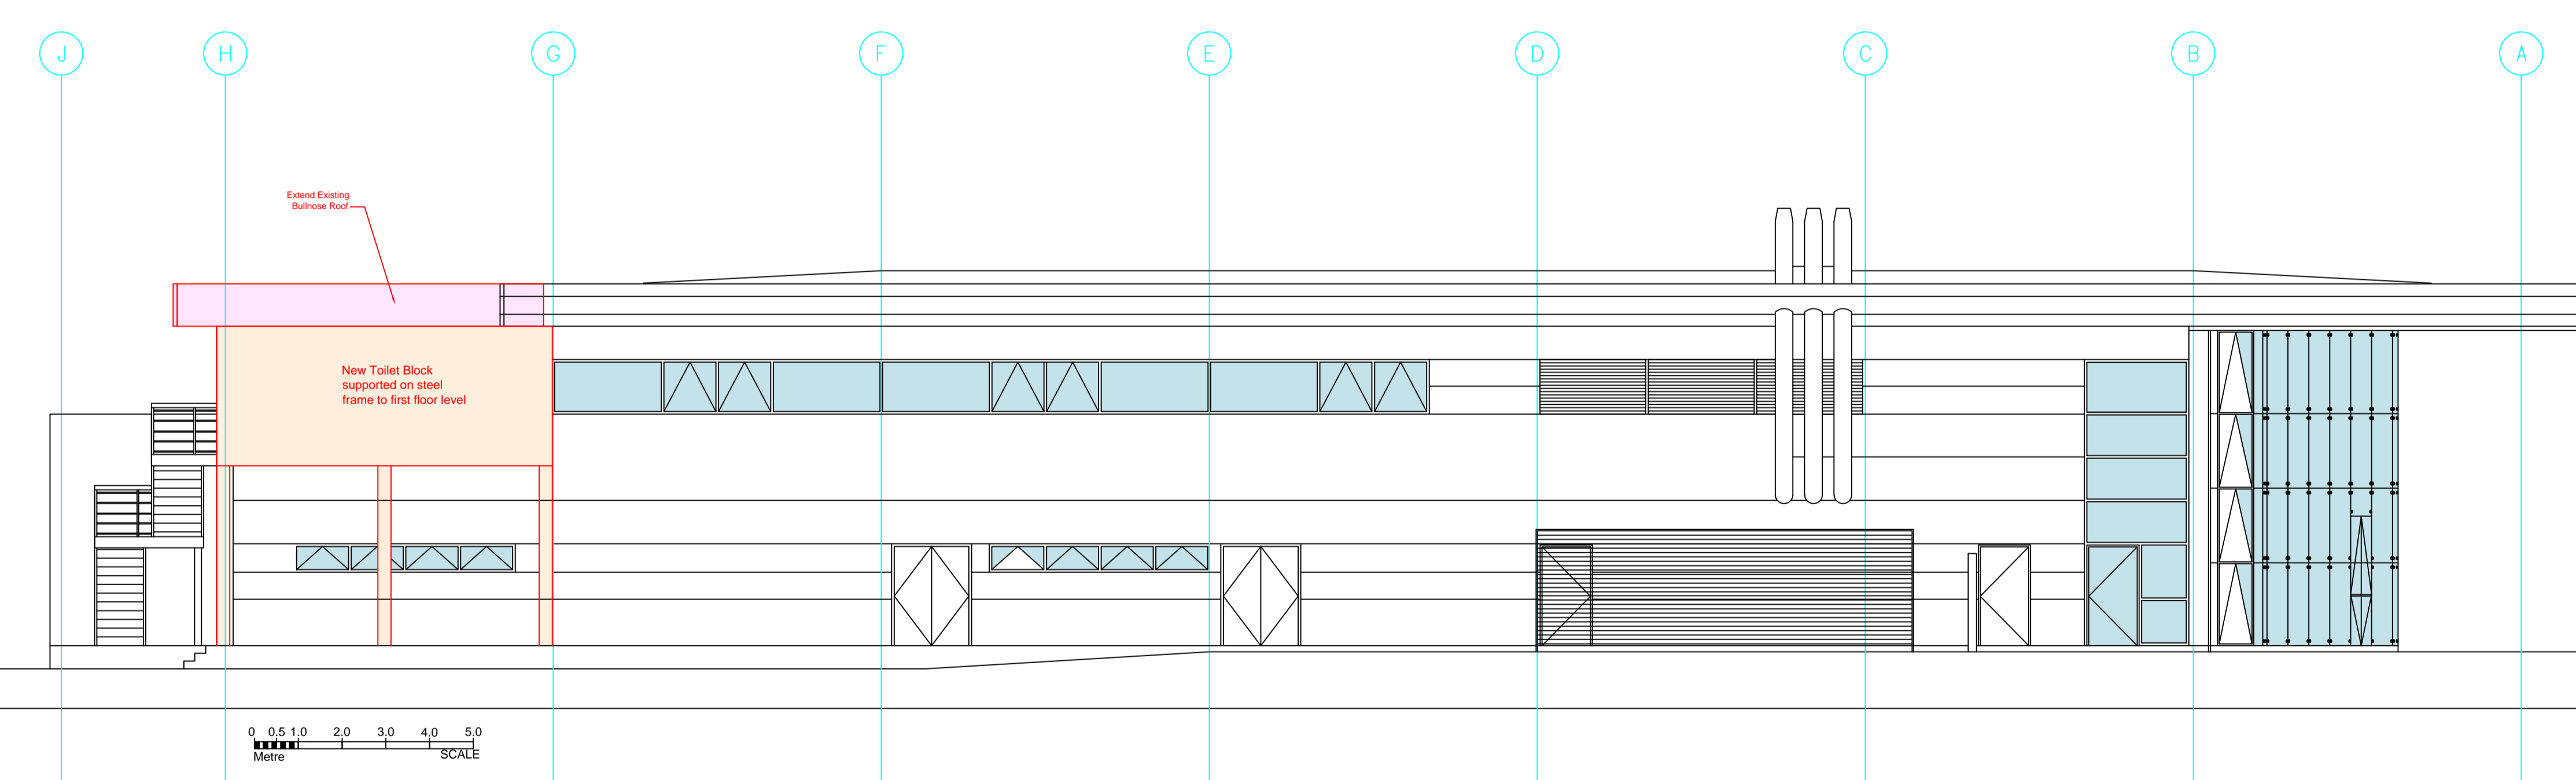 J H G F E D C B A
Extend Existing
Bullnose Roof
New Toilet Block
supported on steel
frame to first floor level
0 0.5 1.0 2.0 3.0 4.0 5.0
Metre SCALE